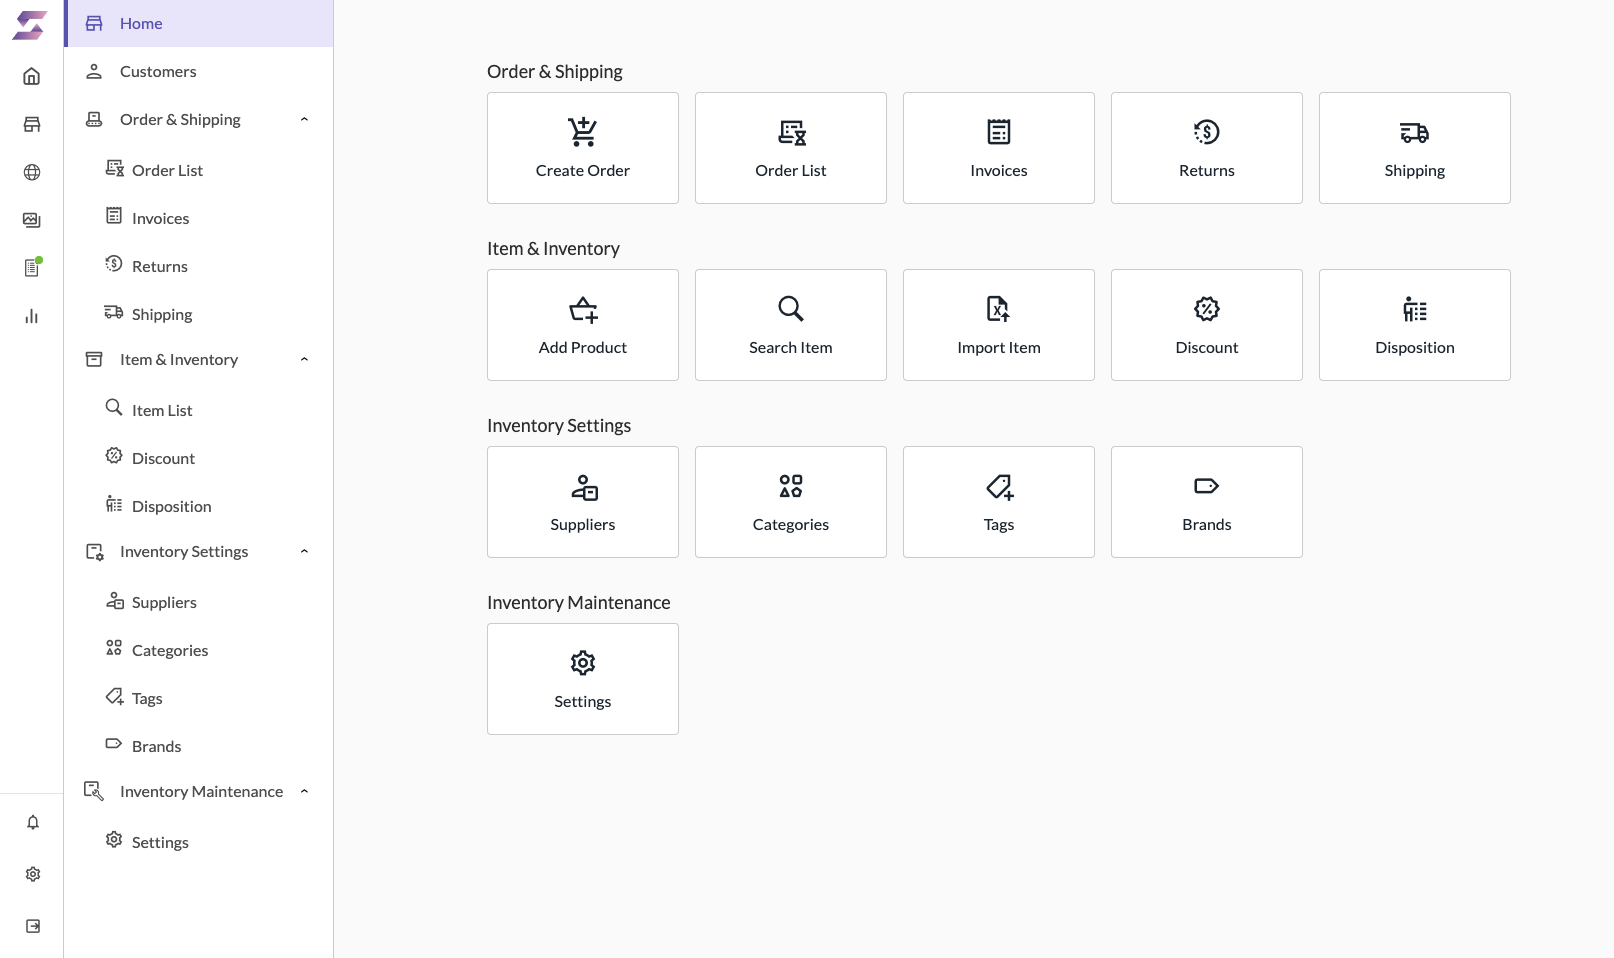 Home
Customers
Order & Shipping
Order List
Invoices
Returns
Shipping
Item & Inventory
Item List
Discount
Disposition
Inventory Settings
Suppliers
Categories
Tags
Brands
Inventory Maintenance
Settings
Order & Shipping
Create Order
Order List
Invoices
Returns
Shipping
Item & Inventory
Add Product
Search Item
Import Item
Discount
Disposition
Inventory Settings
Suppliers
Categories
Tags
Brands
Inventory Maintenance
Settings